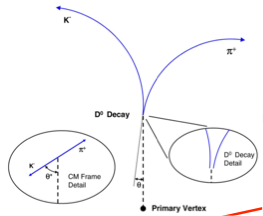 K⁻
π⁺
D⁰ Decay
π⁺
K⁻
θ*
CM Frame
Detail
θ
D⁰ Decay
Detail
Primary Vertex